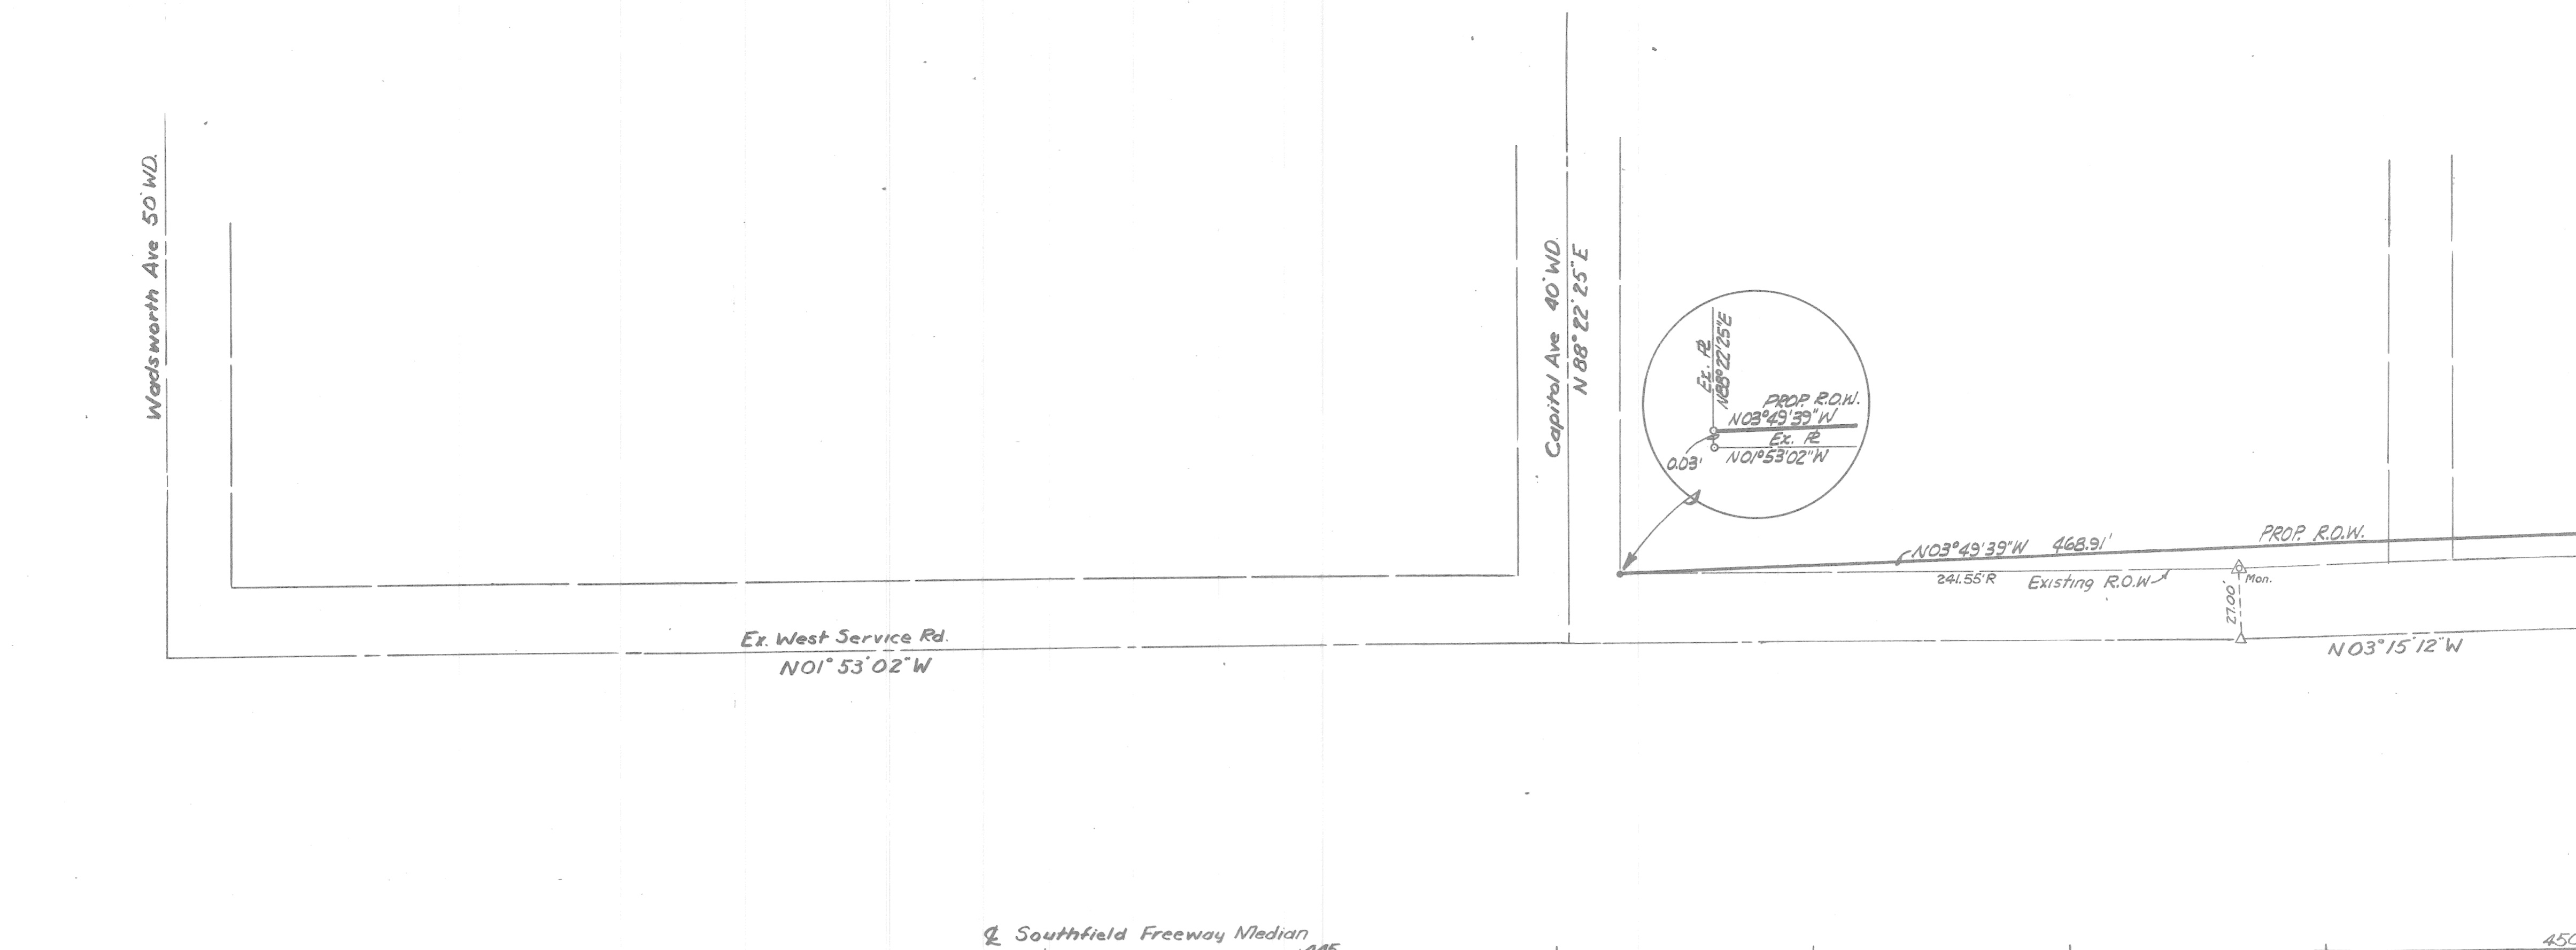 Wadsworth Ave 50' WD.
Capitol Ave 40' WD.
N 88° 22' 25" E
Ex. ⅊
N88°22'25"E
PROP. R.O.W.
N03°49'39"W
Ex. ⅊
N01°53'02"W
0.03'
N03°49'39"W 468.91'
PROP. R.O.W.
241.55'R
Existing R.O.W
Mon.
27.00'
Ex. West Service Rd.
N01° 53' 02" W
N03°15'12"W
℄ Southfield Freeway Median